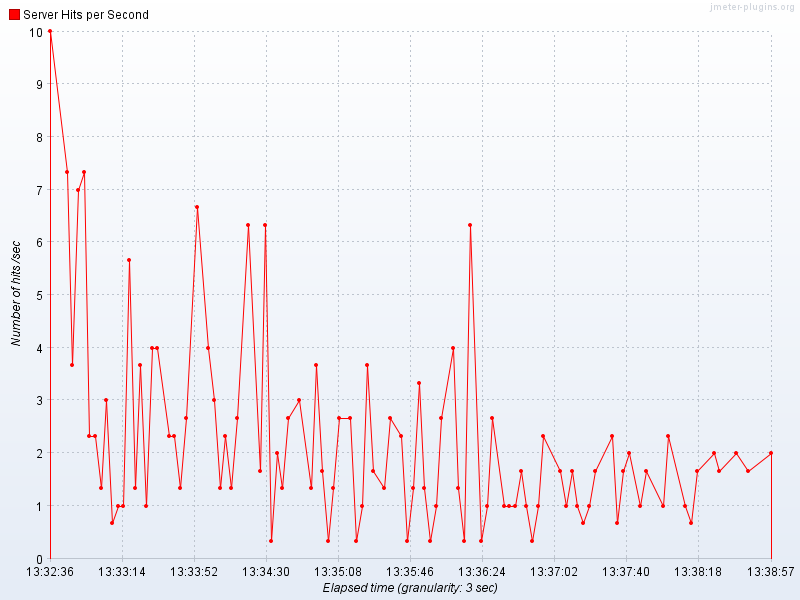 jmeter-plugins.org
Server Hits per Second
10
9
8
7
6
5
4
3
2
1
0
Number of hits /sec
13:32:36 13:33:14 13:33:52 13:34:30 13:35:08 13:35:46 13:36:24 13:37:02 13:37:40 13:38:18 13:38:57
Elapsed time (granularity: 3 sec)